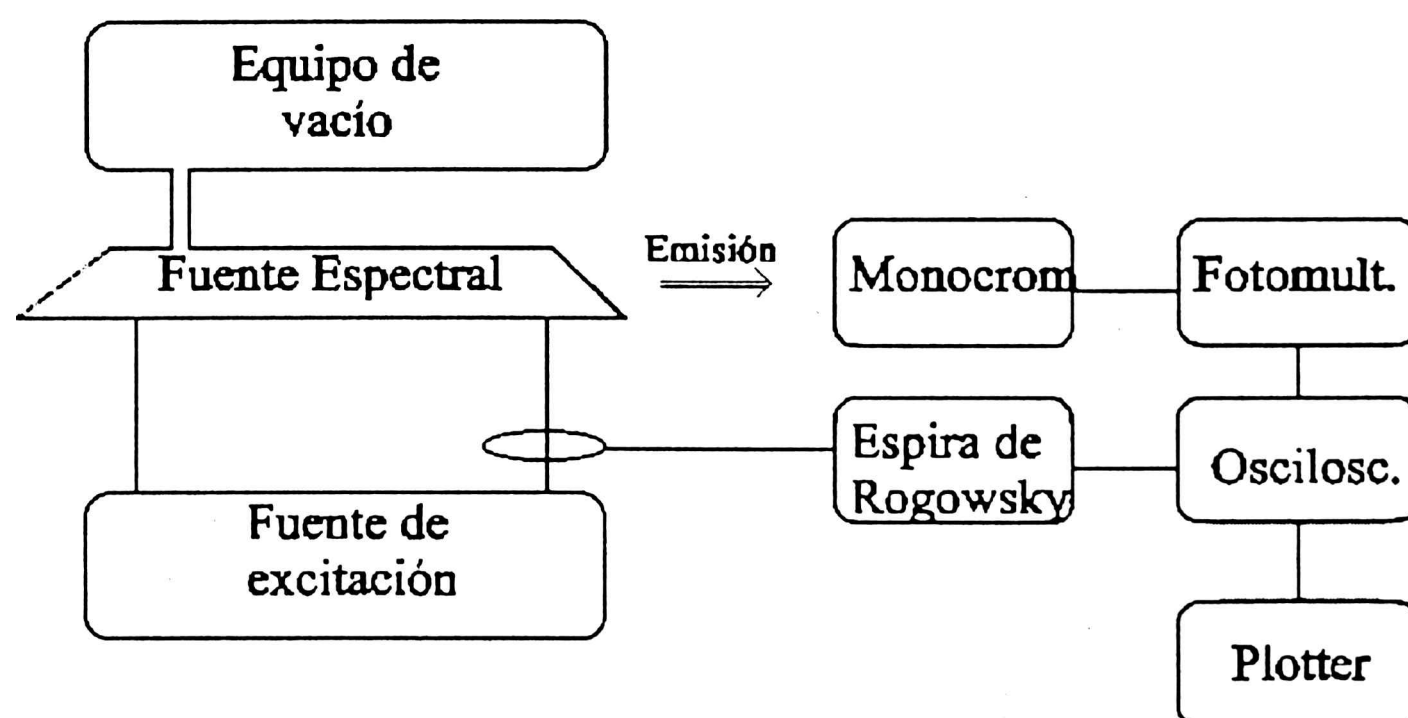 Equipo de
vacío
Fuente Espectral
Emisión
Monocrom
Fotomult.
Espira de
Rogowsky
Oscilosc.
Fuente de
excitación
Plotter